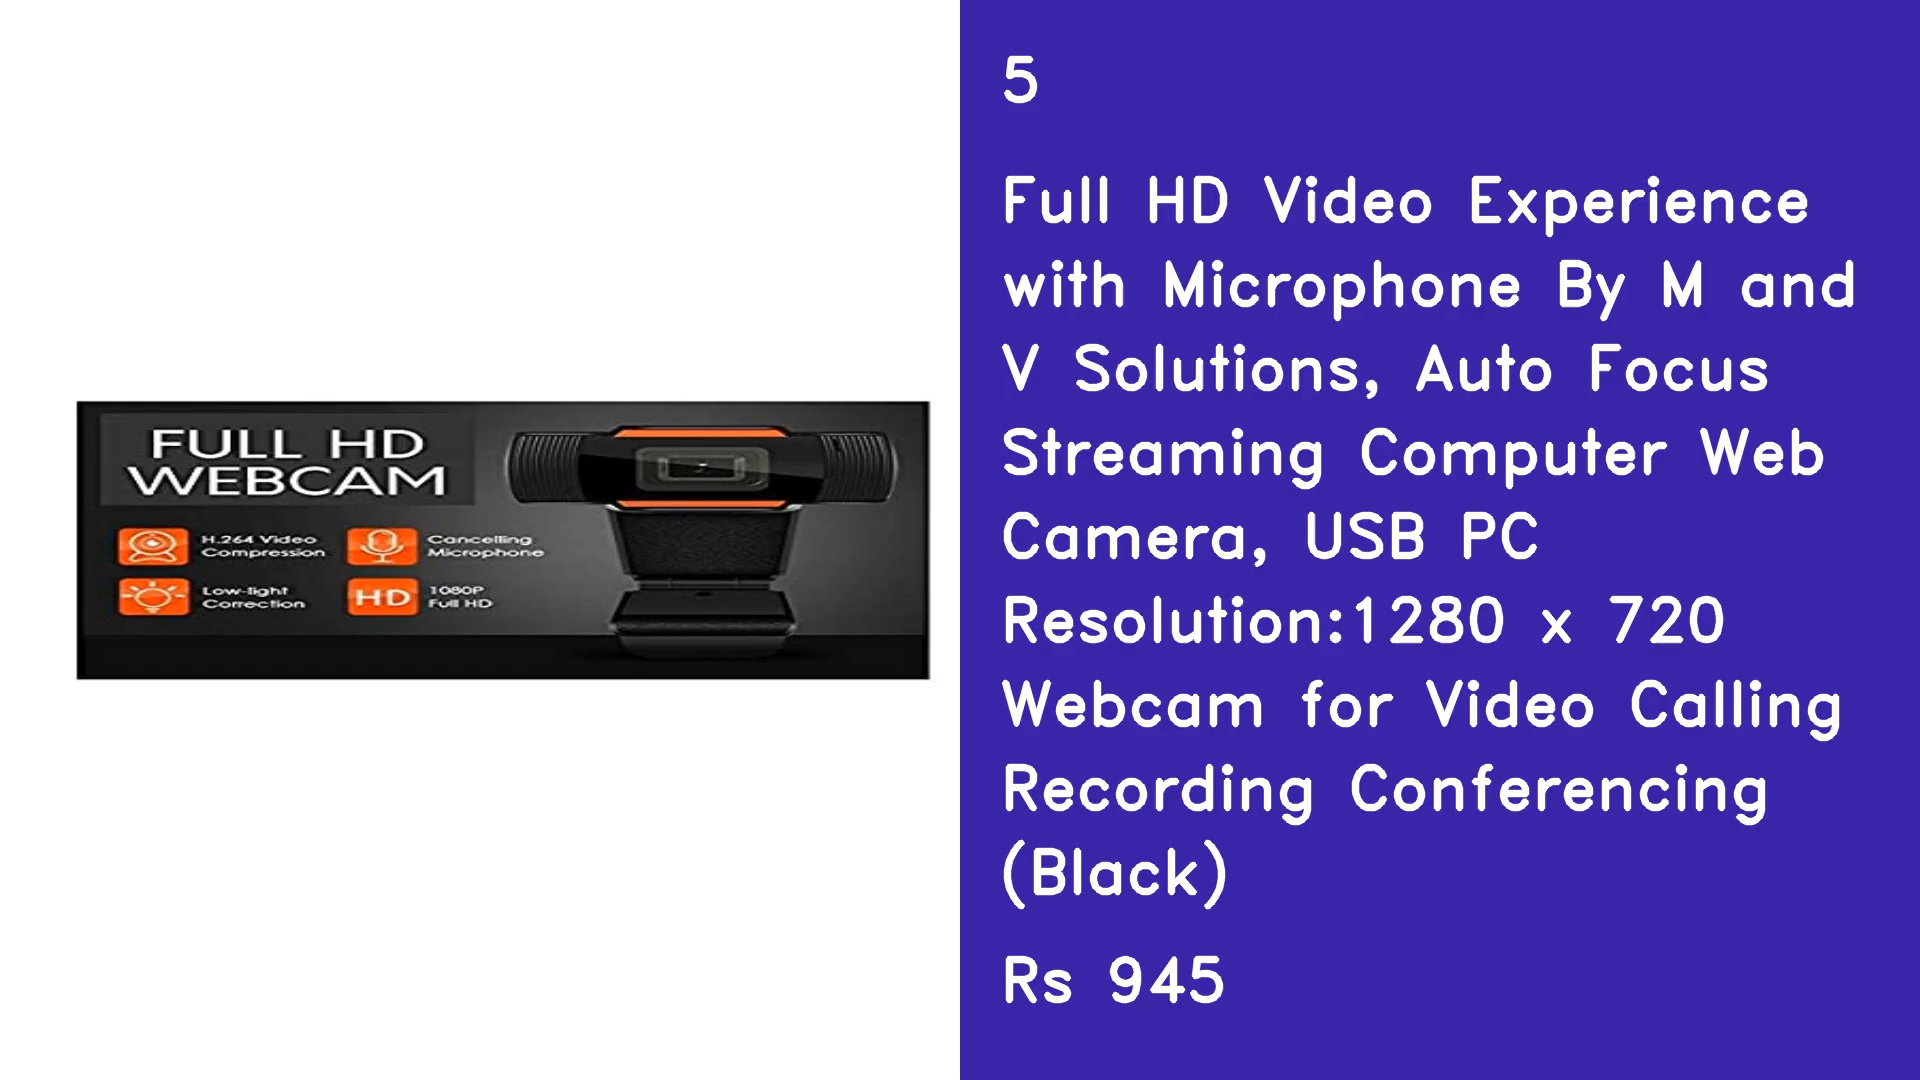 FULL HD
WEBCAM
H.264 Video
Compression
Cancelling
Microphone
Low-light
Correction
HD
1080P
Full HD
5
Full HD Video Experience
with Microphone By M and
V Solutions, Auto Focus
Streaming Computer Web
Camera, USB PC
Resolution:1280 x 720
Webcam for Video Calling
Recording Conferencing
(Black)
Rs 945